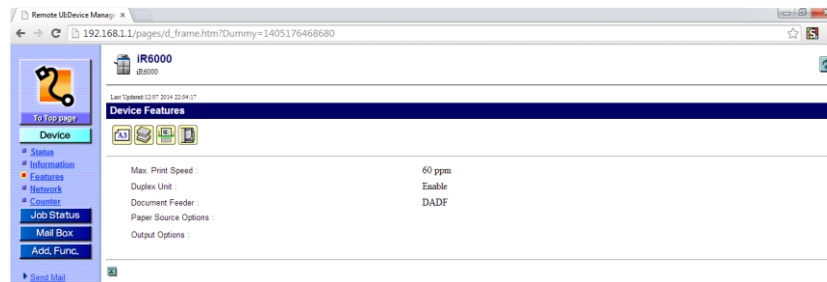 Remote UI:Device Manag ×
192.168.1.1/pages/d_frame.htm?Dummy=1405176468680
iR6000
iR6000
Last Updated:12/07 2014 22:04:17
Device Features
To Top page
Device
Status
Information
Features
Network
Counter
Job Status
Mail Box
Add. Func.
Send Mail
A3
Max. Print Speed : 60 ppm
Duplex Unit : Enable
Document Feeder : DADF
Paper Source Options :
Output Options :